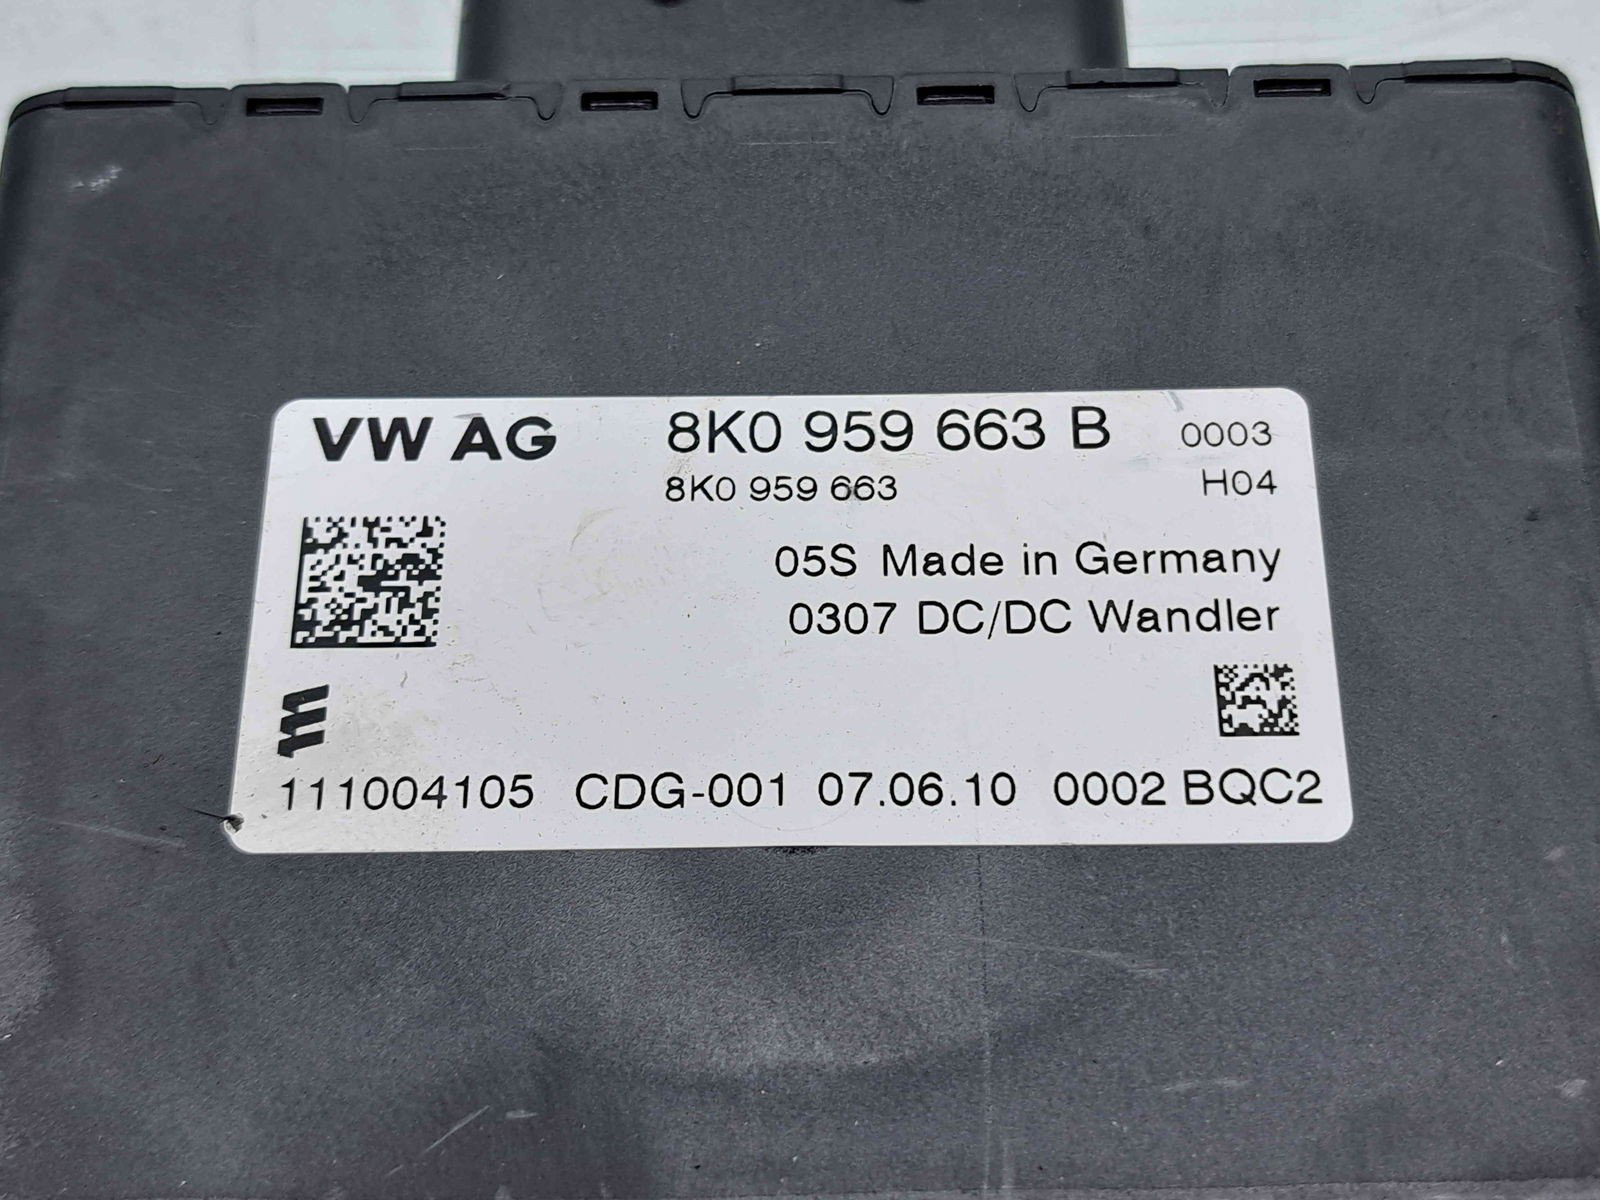 VW AG 8K0 959 663 B 0003
8K0 959 663 H04
05S Made in Germany
0307 DC/DC Wandler
111004105 CDG-001 07.06.10 0002 BQC2